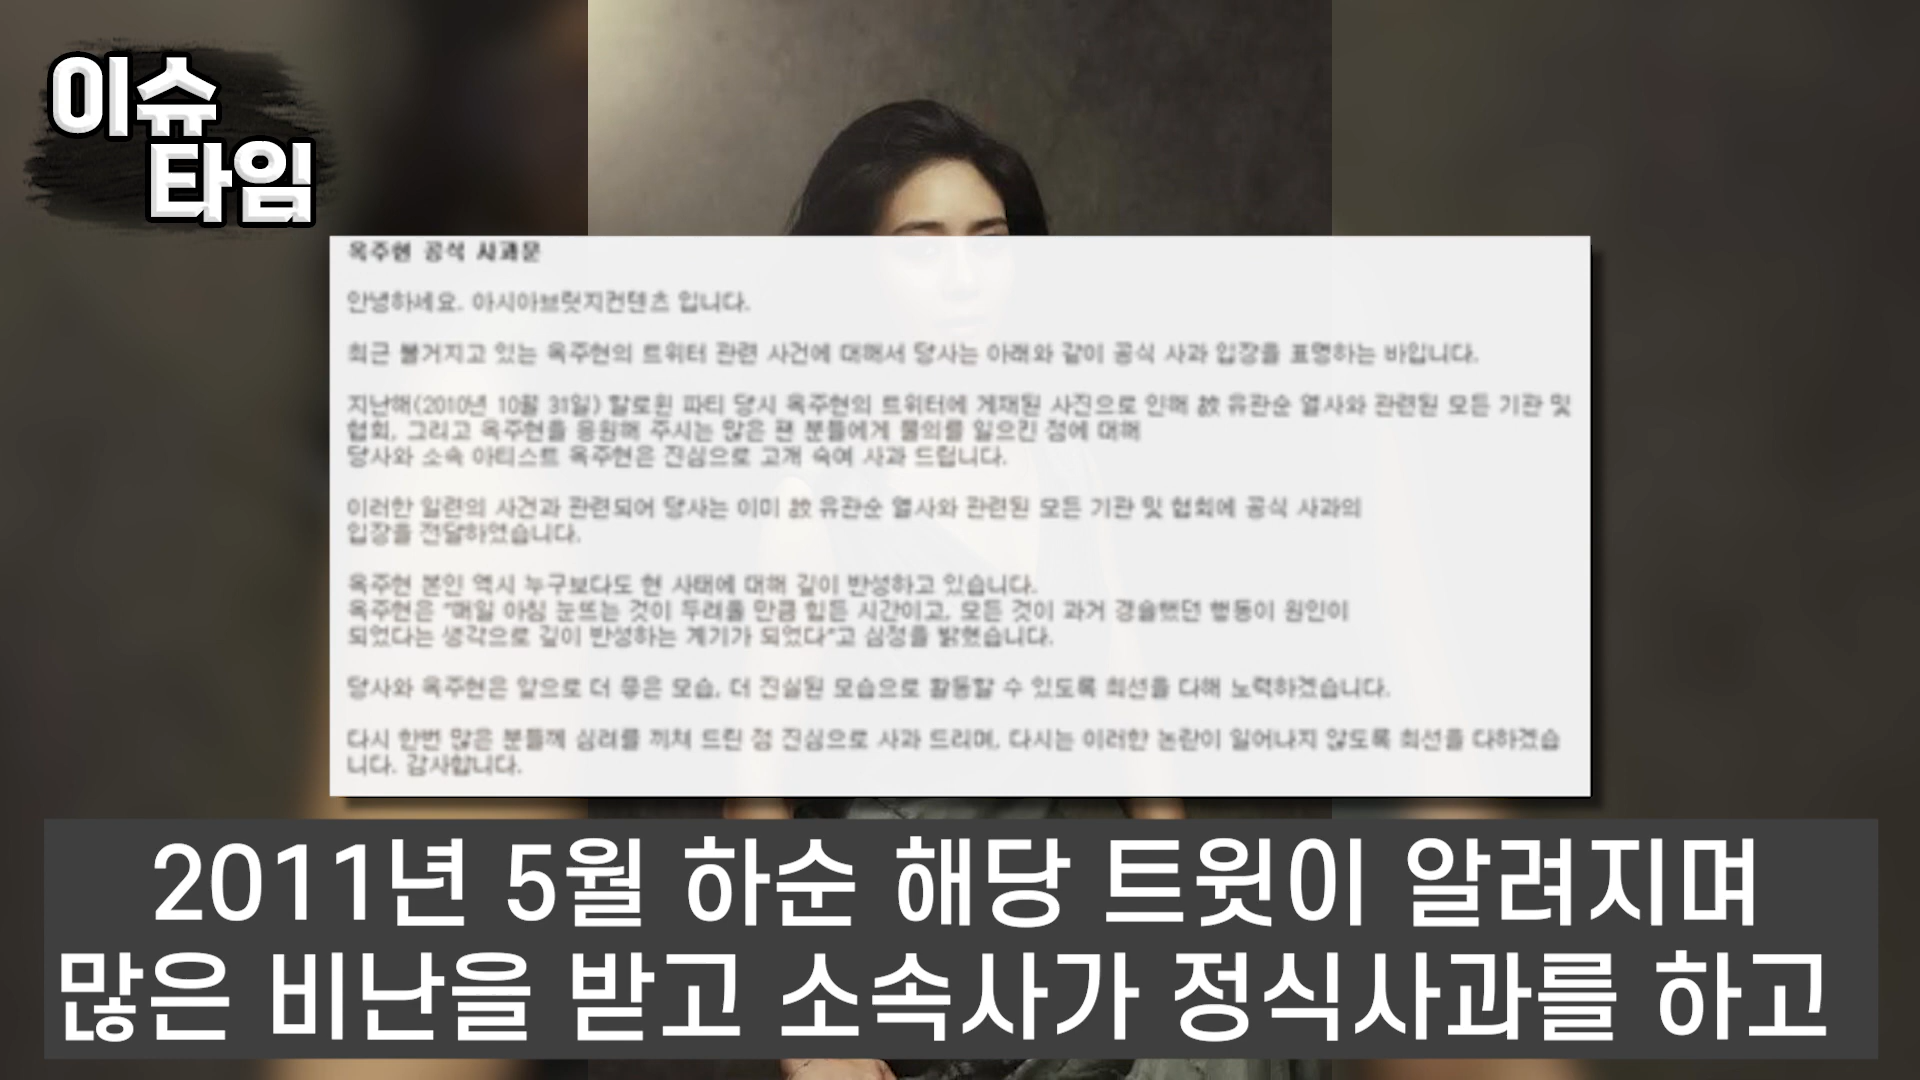 이슈
타임
옥주현 공식 사과문
안녕하세요. 아시아브릿지컨텐츠 입니다.
최근 불거지고 있는 옥주현의 트위터 관련 사건에 대해서 당사는 아래와 같이 공식 사과 입장을 표명하는 바입니다.
지난해(2010년 10월 31일) 할로윈 파티 당시 옥주현의 트위터에 게재된 사진으로 인해 故 유관순 열사와 관련된 모든 기관 및
협회, 그리고 옥주현을 응원해 주시는 많은 팬 분들에게 물의를 일으킨 점에 대해
당사와 소속 아티스트 옥주현은 진심으로 고개 숙여 사과 드립니다.
이러한 일련의 사건과 관련되어 당사는 이미 故 유관순 열사와 관련된 모든 기관 및 협회에 공식 사과의
입장을 전달하였습니다.
옥주현 본인 역시 누구보다도 현 사태에 대해 깊이 반성하고 있습니다.
옥주현은 "매일 아침 눈뜨는 것이 두려울 만큼 힘든 시간이고, 모든 것이 과거 경솔했던 행동이 원인이
되었다는 생각으로 깊이 반성하는 계기가 되었다"고 심정을 밝혔습니다.
당사와 옥주현은 앞으로 더 좋은 모습, 더 진실된 모습으로 활동할 수 있도록 최선을 다해 노력하겠습니다.
다시 한번 많은 분들께 심려를 끼쳐 드린 점 진심으로 사과 드리며, 다시는 이러한 논란이 일어나지 않도록 최선을 다하겠습
니다. 감사합니다.
2011년 5월 하순 해당 트윗이 알려지며
많은 비난을 받고 소속사가 정식사과를 하고